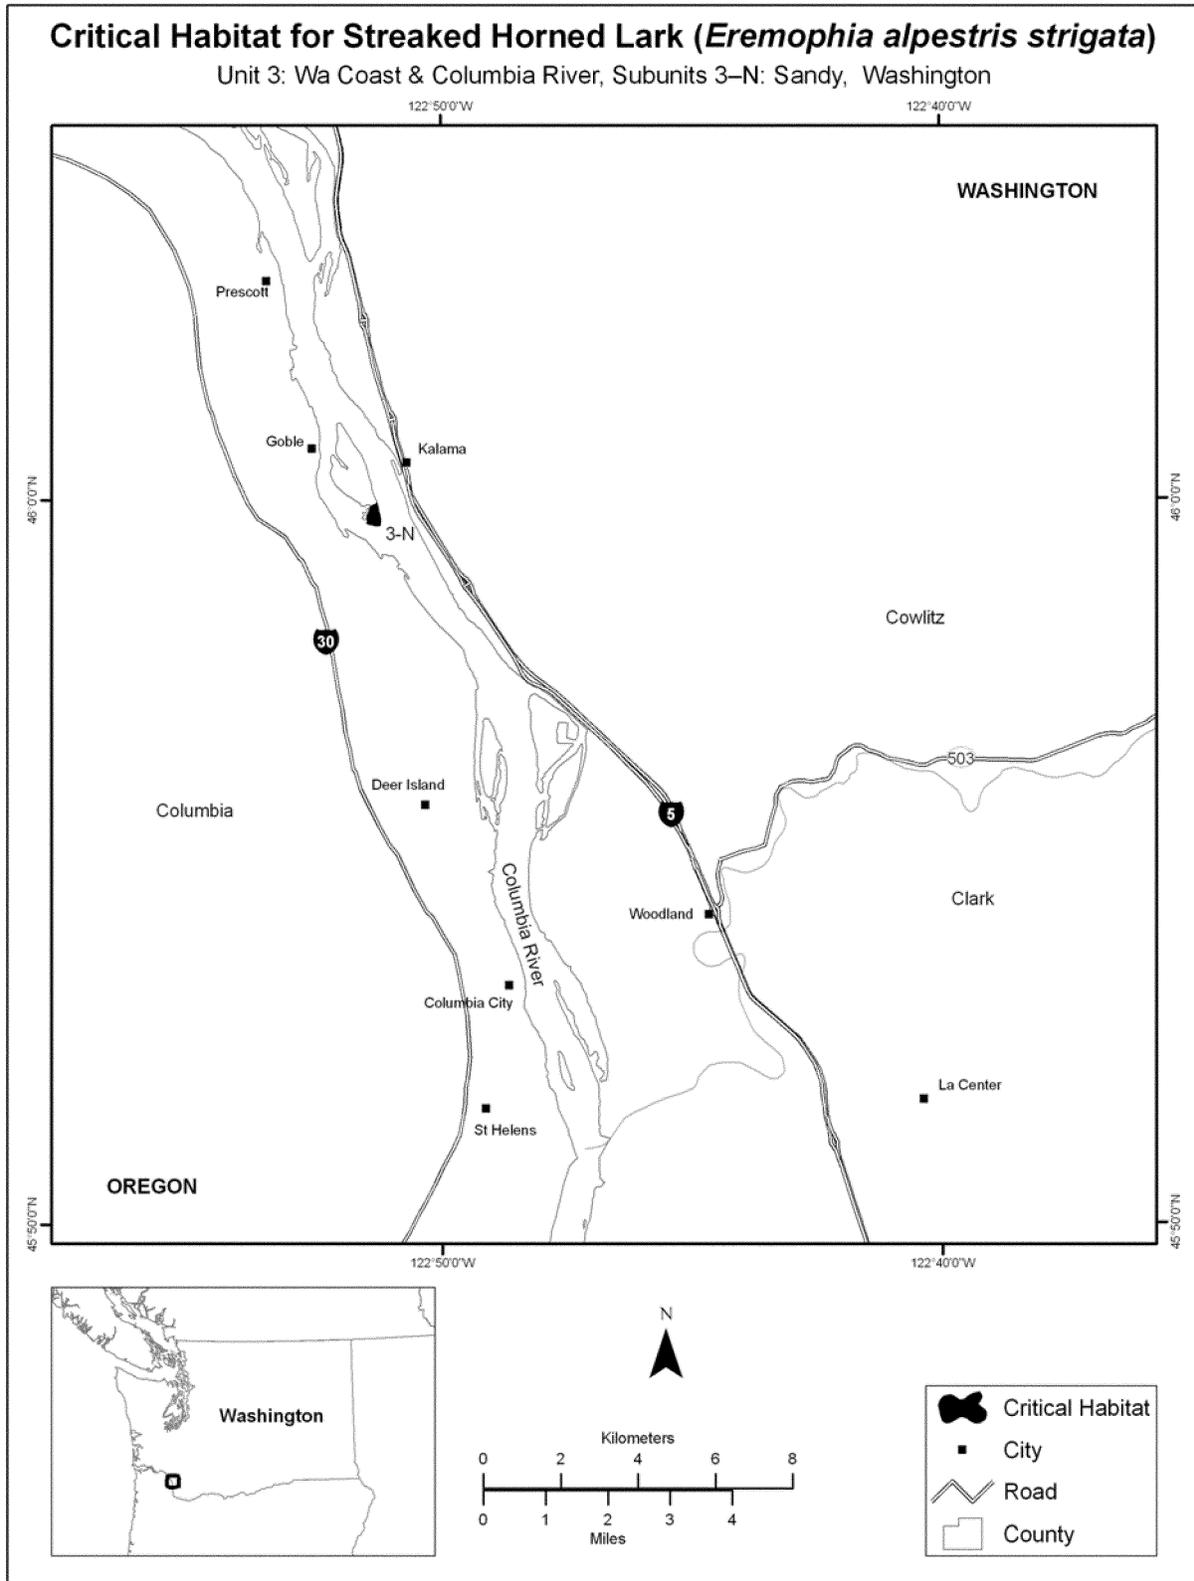 Critical Habitat for Streaked Horned Lark (Eremophia alpestris strigata)
Unit 3: Wa Coast & Columbia River, Subunits 3–N: Sandy, Washington
122°50'0"W
122°40'0"W
WASHINGTON
Prescott
Goble
Kalama
46°0'0"N
46°0'0"N
3-N
Cowlitz
30
503
Deer Island
Columbia
5
Columbia River
Clark
Woodland
Columbia City
La Center
St Helens
OREGON
45°50'0"N
45°50'0"N
122°50'0"W
122°40'0"W
N
Washington
Kilometers
0 2 4 6 8
0 1 2 3 4
Miles
Critical Habitat
City
Road
County